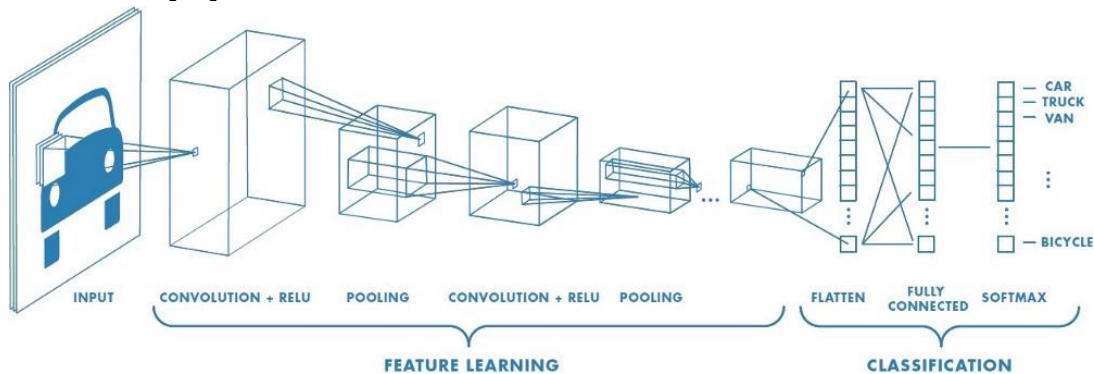 CAR
TRUCK
VAN
BICYCLE
INPUT
CONVOLUTION + RELU
POOLING
CONVOLUTION + RELU
POOLING
FLATTEN
FULLY
CONNECTED
SOFTMAX
FEATURE LEARNING
CLASSIFICATION